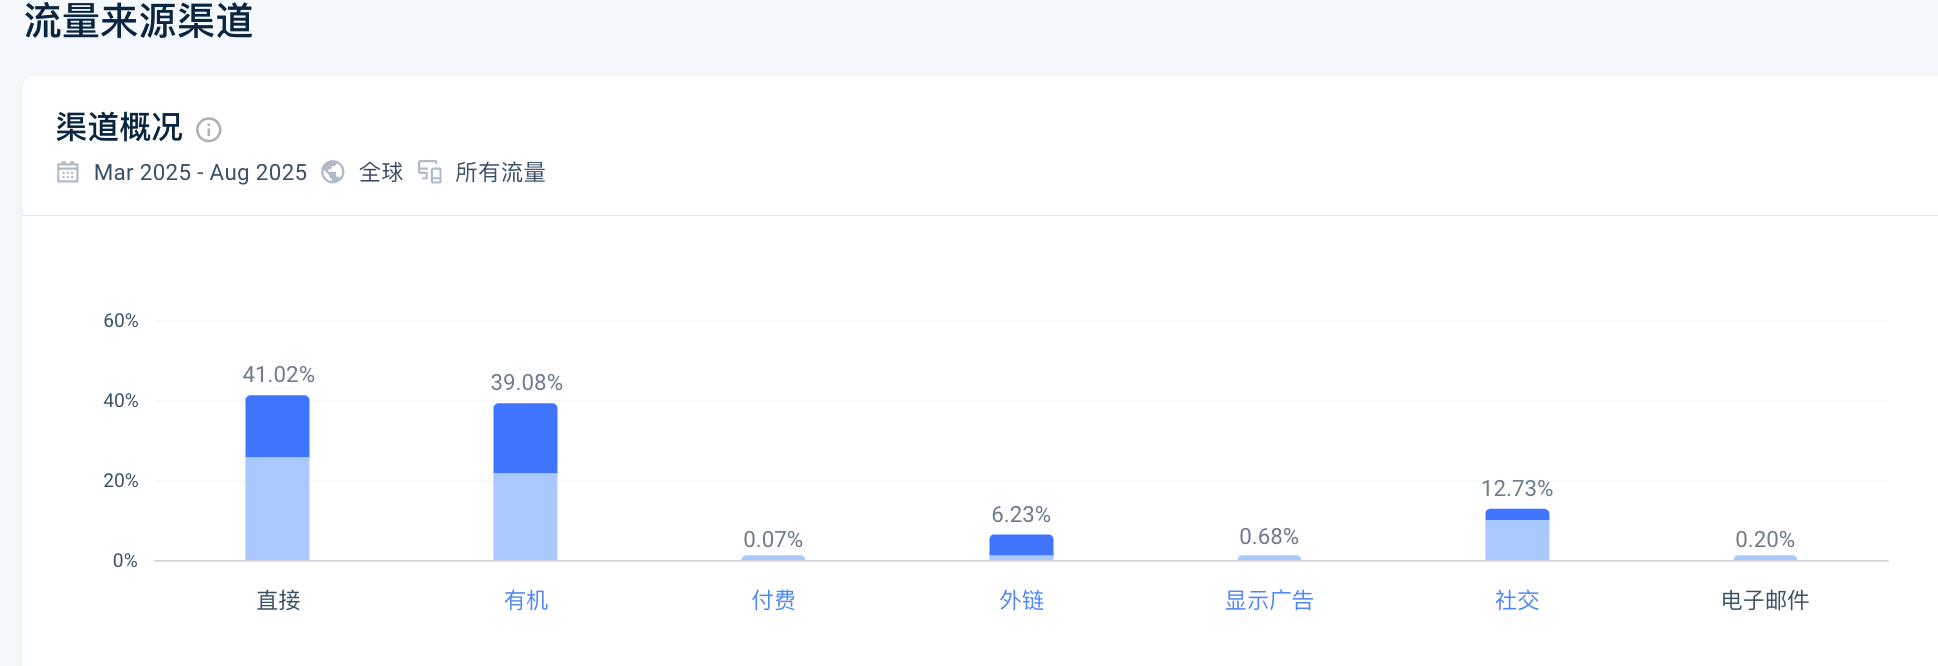 流量来源渠道
渠道概况
Mar 2025 - Aug 2025 全球 所有流量
60%
40%
20%
0%
41.02%
39.08%
0.07%
6.23%
0.68%
12.73%
0.20%
直接 有机 付费 外链 显示广告 社交 电子邮件